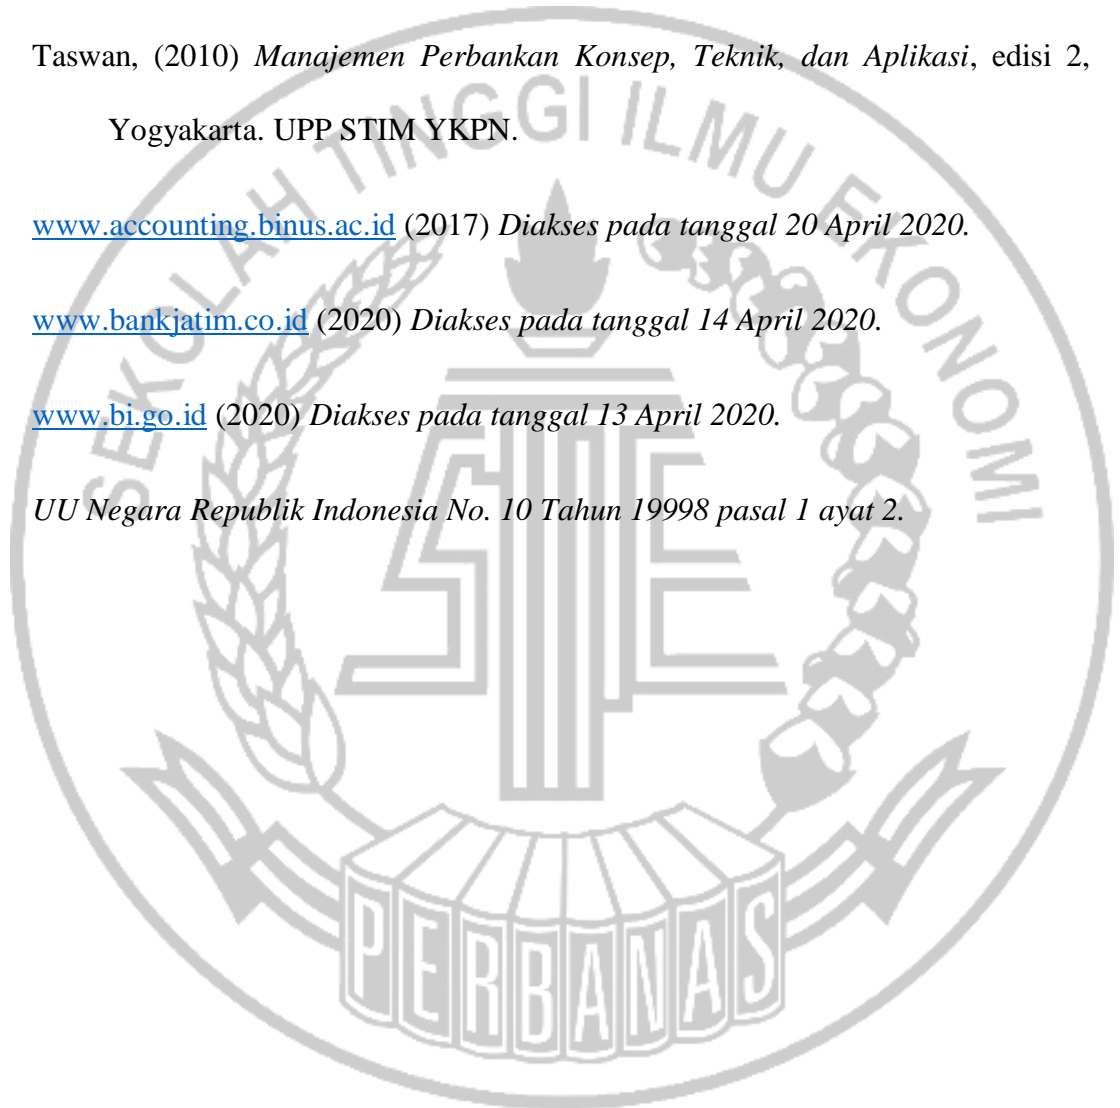 Taswan, (2010) Manajemen Perbankan Konsep, Teknik, dan Aplikasi, edisi 2,
Yogyakarta. UPP STIM YKPN.
www.accounting.binus.ac.id (2017) Diakses pada tanggal 20 April 2020.
www.bankjatim.co.id (2020) Diakses pada tanggal 14 April 2020.
www.bi.go.id (2020) Diakses pada tanggal 13 April 2020.
UU Negara Republik Indonesia No. 10 Tahun 19998 pasal 1 ayat 2.
SEKOLAH TINGGI ILMU EKONOMI
STIE
PERBANAS